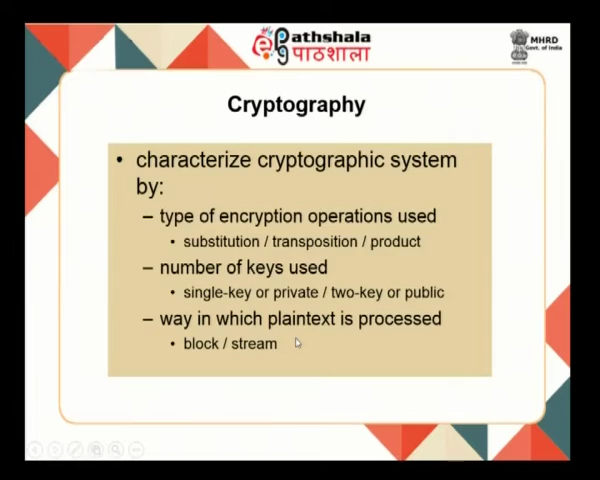 Pathshala
पाठशाला
MHRD
Govt. of India
Cryptography
• characterize cryptographic system
by:
– type of encryption operations used
• substitution / transposition / product
– number of keys used
• single-key or private / two-key or public
– way in which plaintext is processed
• block / stream